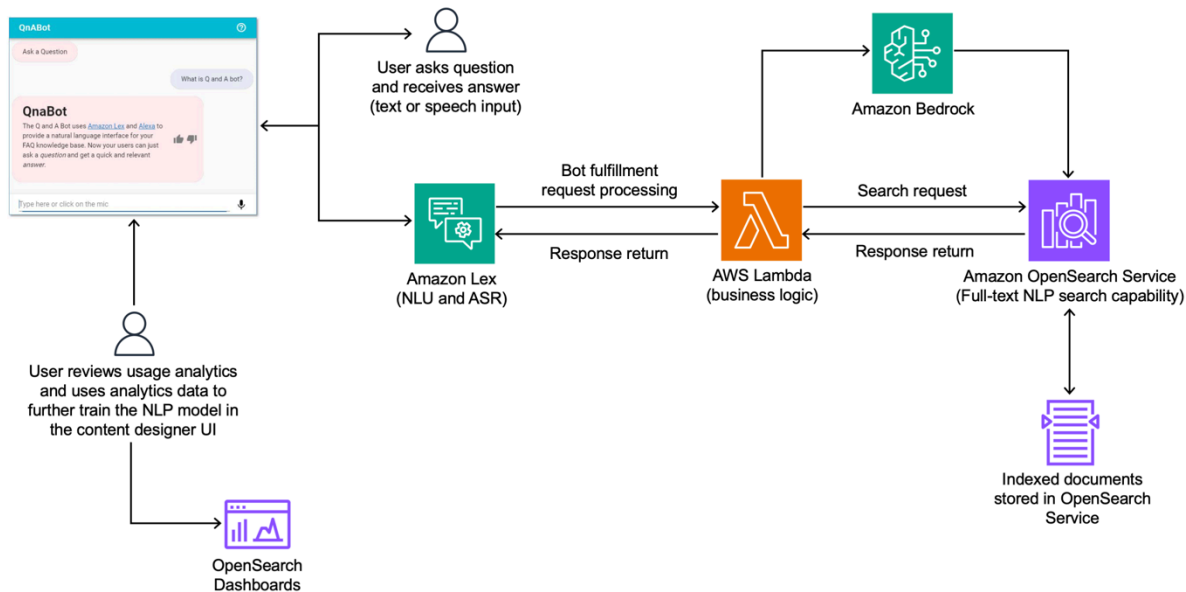 QnABot
Ask a Question
What is Q and A bot?
QnaBot
The Q and A Bot uses Amazon Lex and Alexa to
provide a natural language interface for your
FAQ knowledge base. Now your users can just
ask a question and get a quick and relevant
answer.
Type here or click on the mic
User asks question
and receives answer
(text or speech input)
Amazon Bedrock
Bot fulfillment
request processing
Search request
Response return
Response return
Amazon Lex
(NLU and ASR)
AWS Lambda
(business logic)
Amazon OpenSearch Service
(Full-text NLP search capability)
User reviews usage analytics
and uses analytics data to
further train the NLP model in
the content designer UI
Indexed documents
stored in OpenSearch
Service
OpenSearch
Dashboards